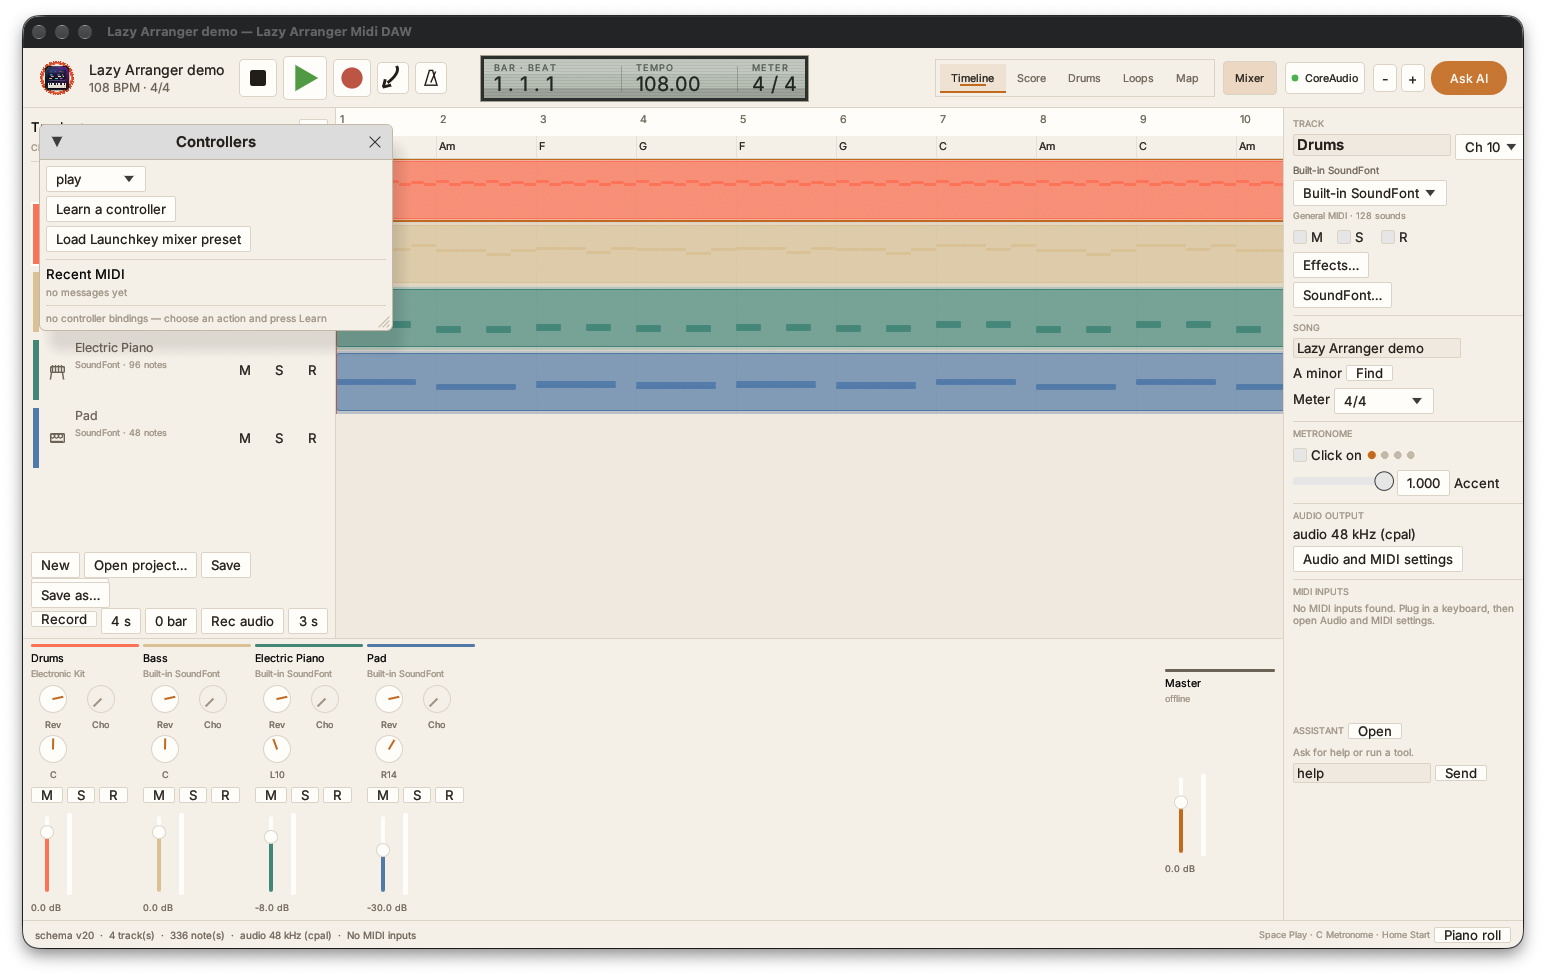 Lazy Arranger demo — Lazy Arranger Midi DAW
Lazy Arranger demo
108 BPM · 4/4
BAR · BEAT
1.1.1
TEMPO
108.00
METER
4 / 4
Timeline
Score
Drums
Loops
Map
Mixer
CoreAudio
-
+
Ask AI
Controllers
play
Learn a controller
Load Launchkey mixer preset
Recent MIDI
no messages yet
no controller bindings — choose an action and press Learn
Electric Piano
SoundFont · 96 notes
M S R
Pad
SoundFont · 48 notes
M S R
New
Open project...
Save
Save as...
Record
4 s
0 bar
Rec audio
3 s
1 2 3 4 5 6 7 8 9 10
Am F G F G C Am C Am
TRACK
Drums
Ch 10
Built-in SoundFont
Built-in SoundFont
General MIDI · 128 sounds
M S R
Effects...
SoundFont...
SONG
Lazy Arranger demo
A minor Find
Meter 4/4
METRONOME
Click on
1.000 Accent
AUDIO OUTPUT
audio 48 kHz (cpal)
Audio and MIDI settings
MIDI INPUTS
No MIDI inputs found. Plug in a keyboard, then
open Audio and MIDI settings.
ASSISTANT Open
Ask for help or run a tool.
help Send
Drums
Electronic Kit
Rev Cho
C
M S R
0.0 dB
Bass
Built-in SoundFont
Rev Cho
C
M S R
0.0 dB
Electric Piano
Built-in SoundFont
Rev Cho
L10
M S R
-8.0 dB
Pad
Built-in SoundFont
Rev Cho
R14
M S R
-30.0 dB
Master
offline
0.0 dB
schema v20 · 4 track(s) · 336 note(s) · audio 48 kHz (cpal) · No MIDI inputs
Space Play · C Metronome · Home Start
Piano roll